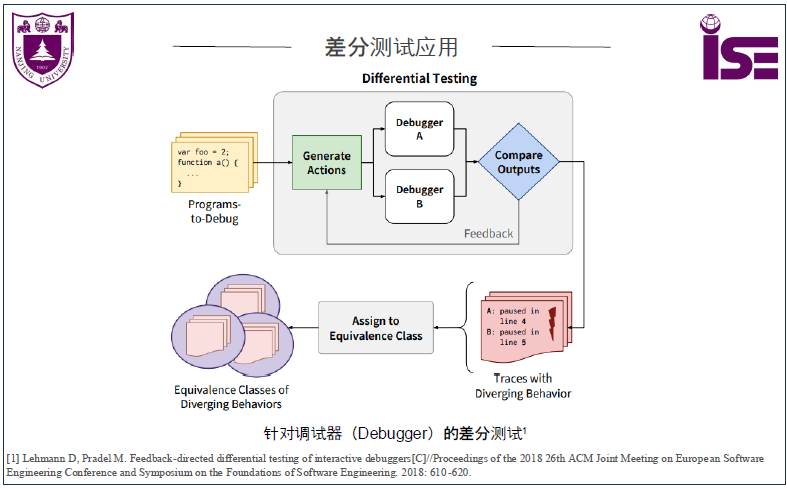 NANJING UNIVERSITY
1902
差分测试应用
iSE
Differential Testing
var foo = 2;
function a() {
...
}
Programs-
to-Debug
Generate
Actions
Debugger
A
Debugger
B
Compare
Outputs
Feedback
A: paused in
line 4
B: paused in
line 5
Traces with
Diverging Behavior
Assign to
Equivalence Class
Equivalence Classes of
Diverging Behaviors
针对调试器（Debugger）的差分测试1
[1] Lehmann D, Pradel M. Feedback-directed differential testing of interactive debuggers[C]//Proceedings of the 2018 26th ACM Joint Meeting on European Software
Engineering Conference and Symposium on the Foundations of Software Engineering. 2018: 610-620.